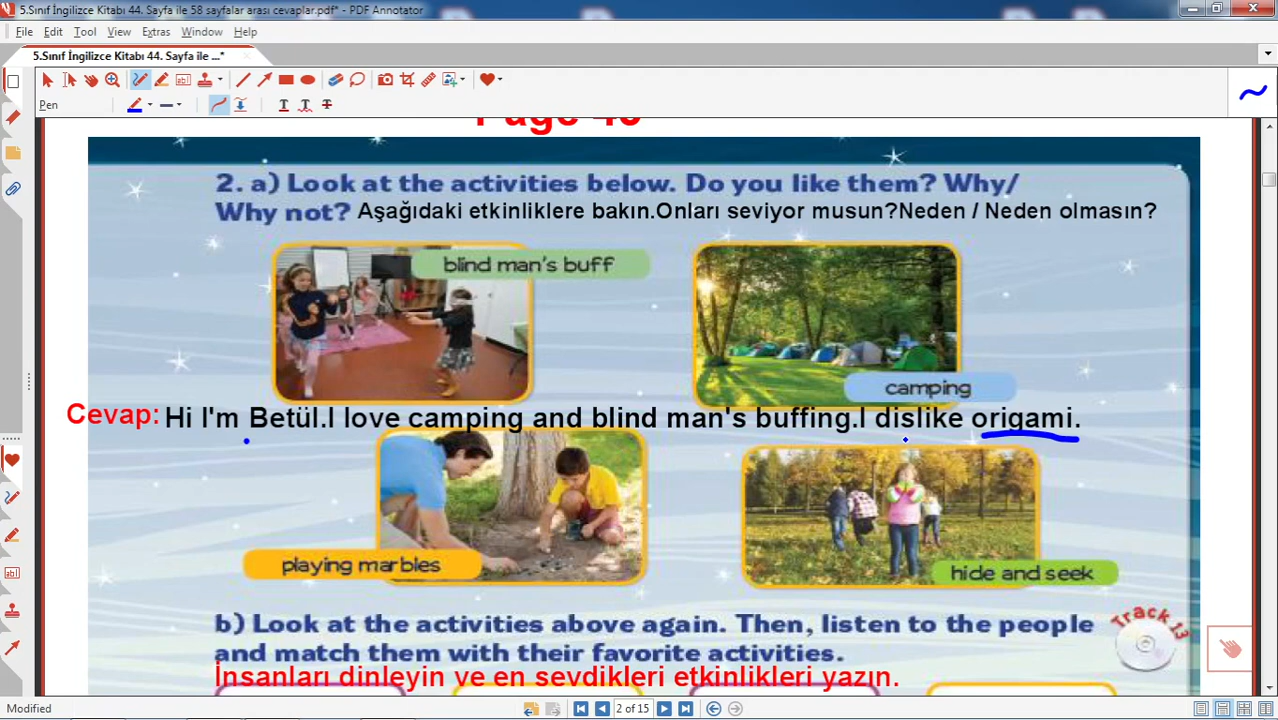 5.Sınıf İngilizce Kitabı 44. Sayfa ile 58 sayfalar arası cevaplar.pdf* - PDF Annotator
File Edit Tool View Extras Window Help
5.Sınıf İngilizce Kitabı 44. Sayfa ile ...*
Pen
2. a) Look at the activities below. Do you like them? Why/
Why not? Aşağıdaki etkinliklere bakın.Onları seviyor musun?Neden / Neden olmasın?
blind man's buff
camping
Cevap: Hi I'm Betül.I love camping and blind man's buffing.I dislike origami.
playing marbles
hide and seek
b) Look at the activities above again. Then, listen to the people
and match them with their favorite activities.
Track 13
İnsanları dinleyin ve en sevdikleri etkinlikleri yazın.
Modified
2 of 15